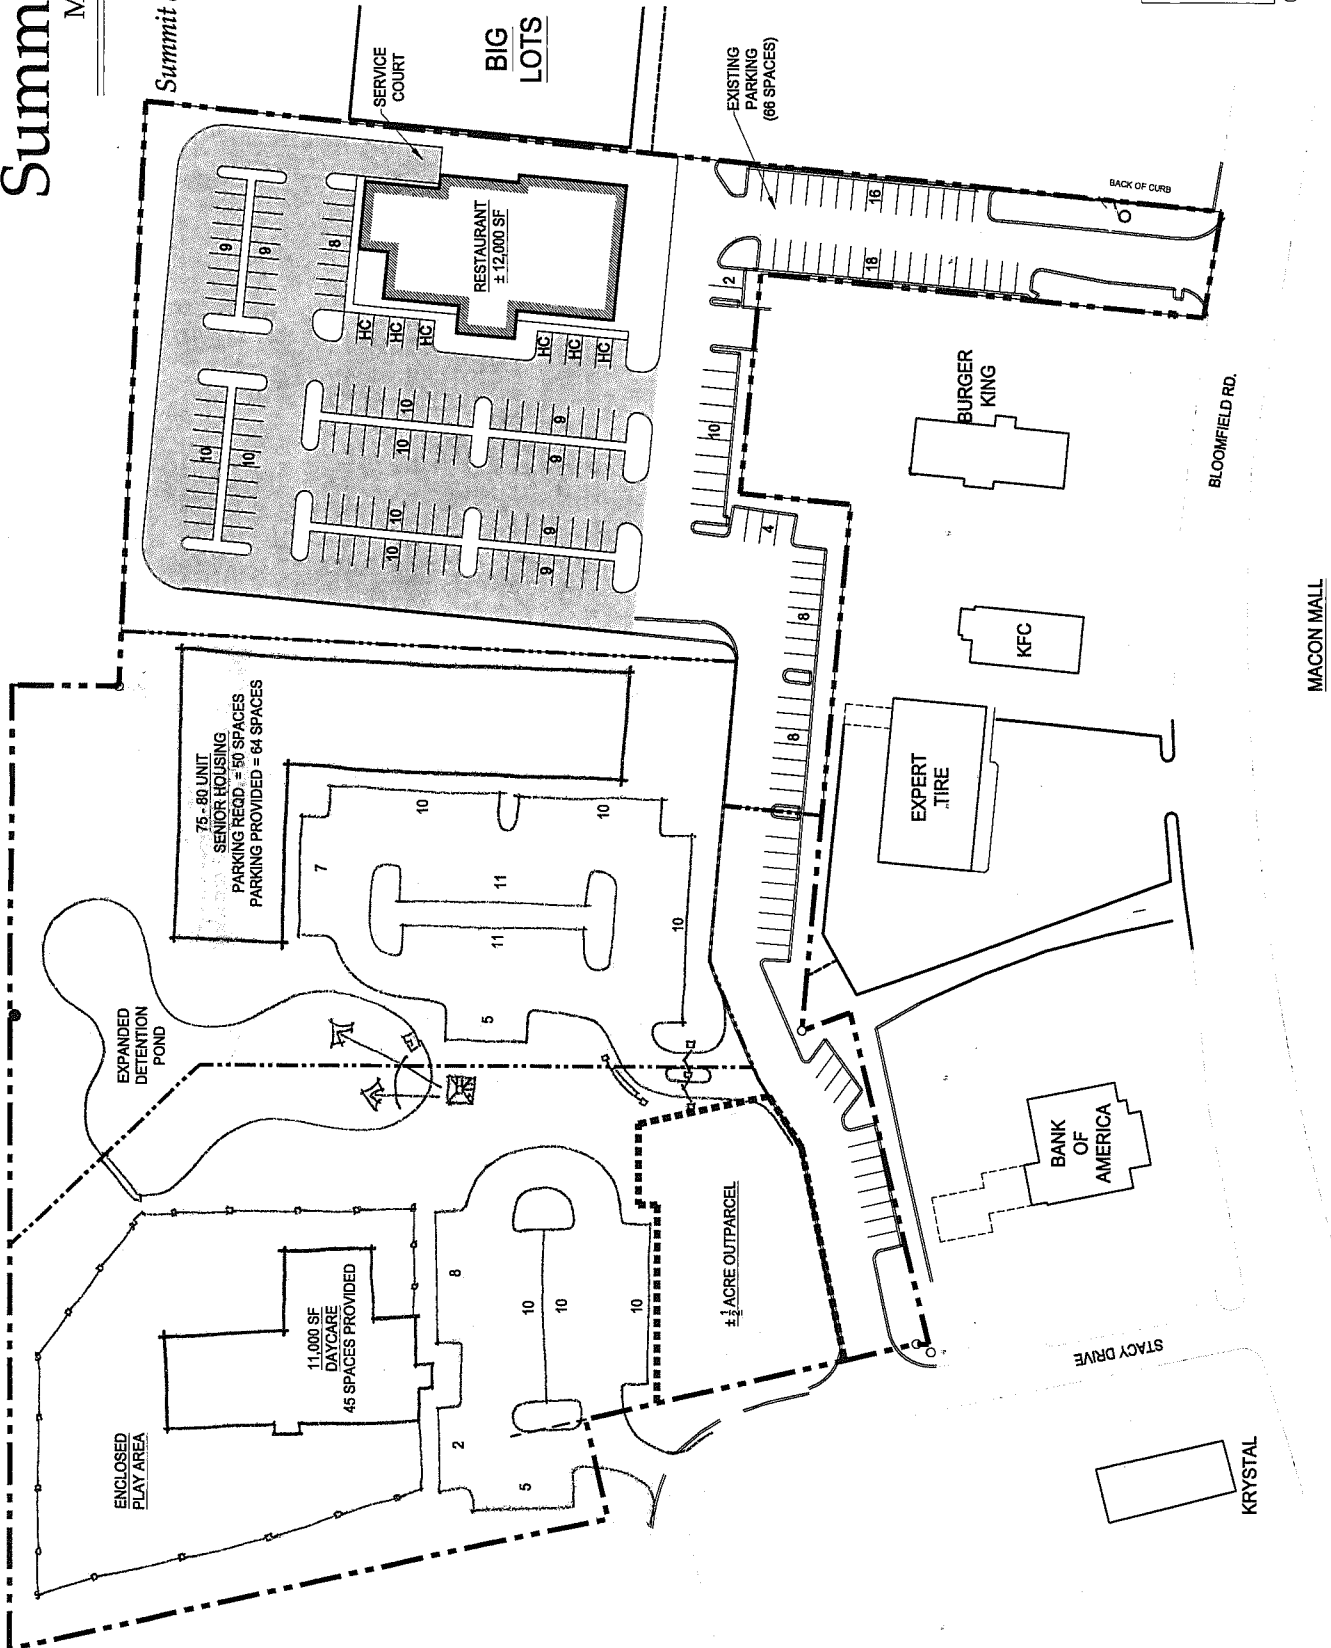 Summ
M
Summit
SERVICE
COURT
BIG
LOTS
EXISTING
PARKING
(66 SPACES)
BACK OF CURB
16
18
2
9
9
8
RESTAURANT
± 12,000 SF
HC
HC
HC
HC
HC
HC
10
10
10
10
9
9
10
10
9
9
10
4
8
8
BURGER
KING
BLOOMFIELD RD.
KFC
MACON MALL
EXPERT
TIRE
75 - 80 UNIT
SENIOR HOUSING
PARKING REQD. = 50 SPACES
PARKING PROVIDED = 64 SPACES
10
10
7
11
11
10
5
EXPANDED
DETENTION
POND
BANK
OF
AMERICA
± 1/2 ACRE OUTPARCEL
11,000 SF
DAYCARE
45 SPACES PROVIDED
8
10
10
10
2
5
ENCLOSED
PLAY AREA
STACY DRIVE
KRYSTAL